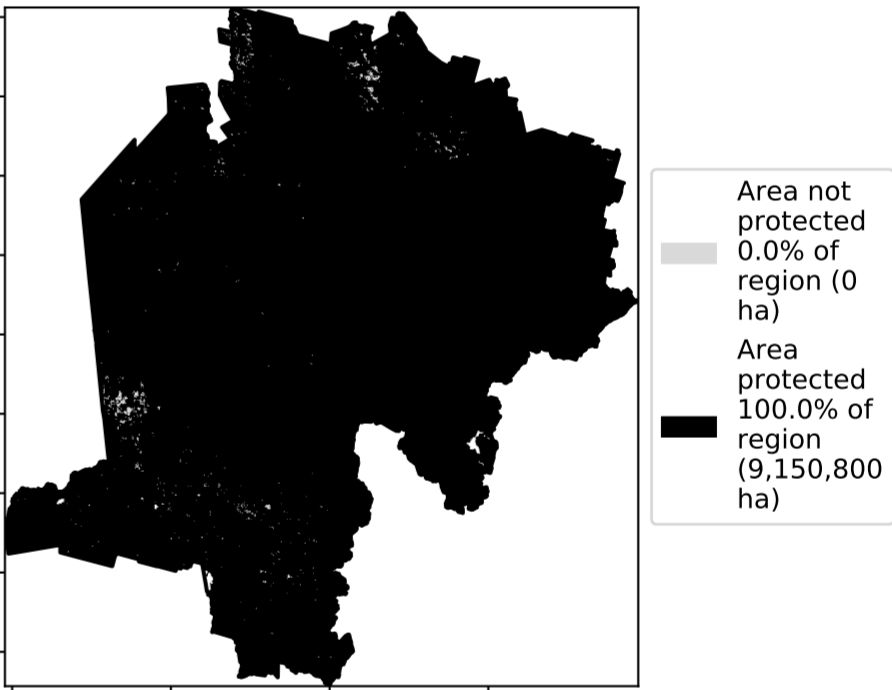 Area not
protected
0.0% of
region (0
ha)
Area
protected
100.0% of
region
(9,150,800
ha)